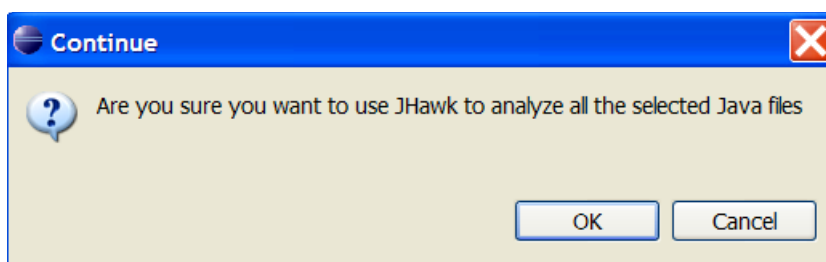 Continue
Are you sure you want to use JHawk to analyze all the selected Java files
OK
Cancel